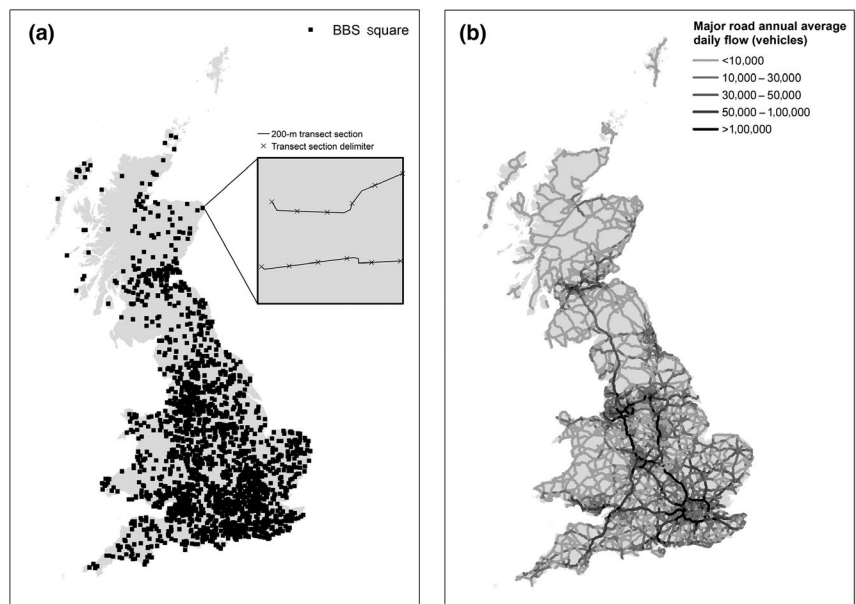 (a)
BBS square
200-m transect section
Transect section delimiter
(b)
Major road annual average
daily flow (vehicles)
<10,000
10,000 – 30,000
30,000 – 50,000
50,000 – 1,00,000
>1,00,000